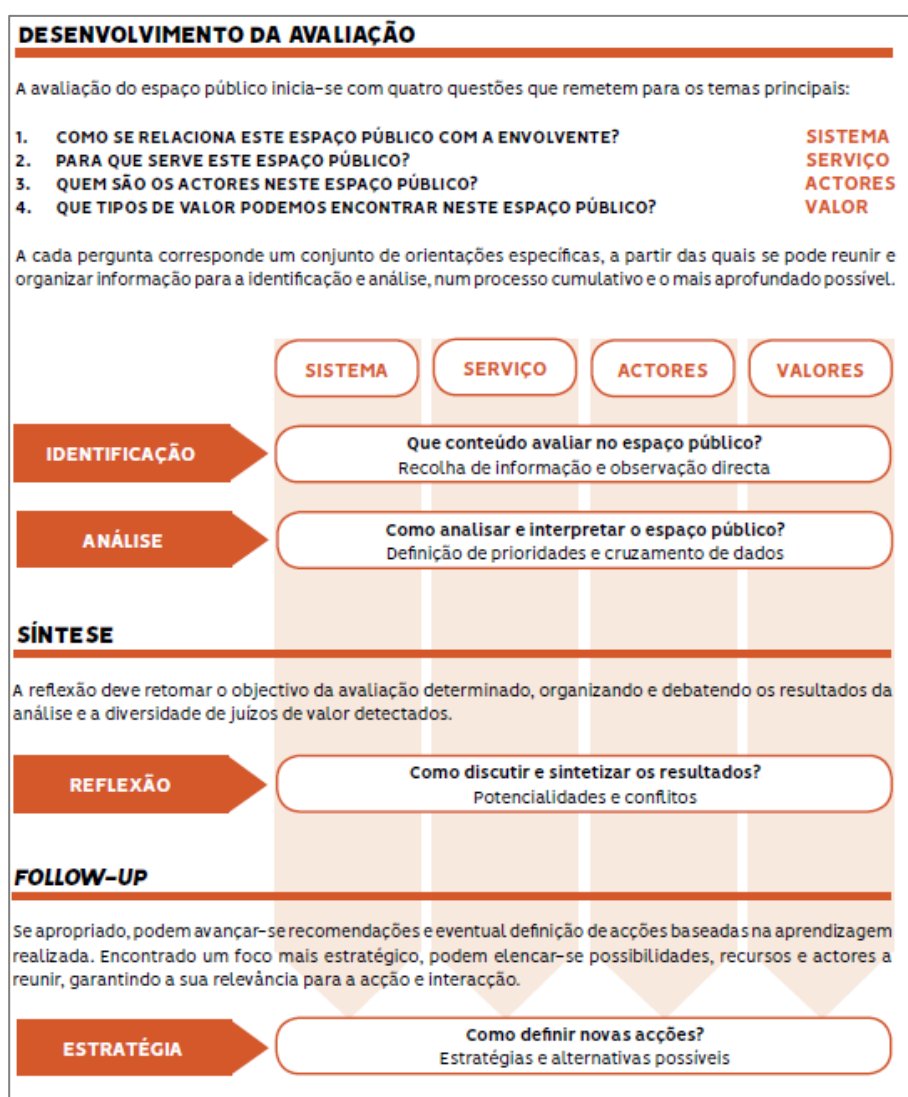 DESENVOLVIMENTO DA AVALIAÇÃO
A avaliação do espaço público inicia-se com quatro questões que remetem para os temas principais:
1. COMO SE RELACIONA ESTE ESPAÇO PÚBLICO COM A ENVOLVENTE? SISTEMA
2. PARA QUE SERVE ESTE ESPAÇO PÚBLICO? SERVIÇO
3. QUEM SÃO OS ACTORES NESTE ESPAÇO PÚBLICO? ACTORES
4. QUE TIPOS DE VALOR PODEMOS ENCONTRAR NESTE ESPAÇO PÚBLICO? VALOR
A cada pergunta corresponde um conjunto de orientações específicas, a partir das quais se pode reunir e
organizar informação para a identificação e análise, num processo cumulativo e o mais aprofundado possível.
SISTEMA SERVIÇO ACTORES VALORES
IDENTIFICAÇÃO
Que conteúdo avaliar no espaço público?
Recolha de informação e observação directa
ANÁLISE
Como analisar e interpretar o espaço público?
Definição de prioridades e cruzamento de dados
SÍNTESE
A reflexão deve retomar o objectivo da avaliação determinado, organizando e debatendo os resultados da
análise e a diversidade de juízos de valor detectados.
REFLEXÃO
Como discutir e sintetizar os resultados?
Potencialidades e conflitos
FOLLOW-UP
Se apropriado, podem avançar-se recomendações e eventual definição de acções baseadas na aprendizagem
realizada. Encontrado um foco mais estratégico, podem elencar-se possibilidades, recursos e actores a
reunir, garantindo a sua relevância para a acção e interacção.
ESTRATÉGIA
Como definir novas acções?
Estratégias e alternativas possíveis